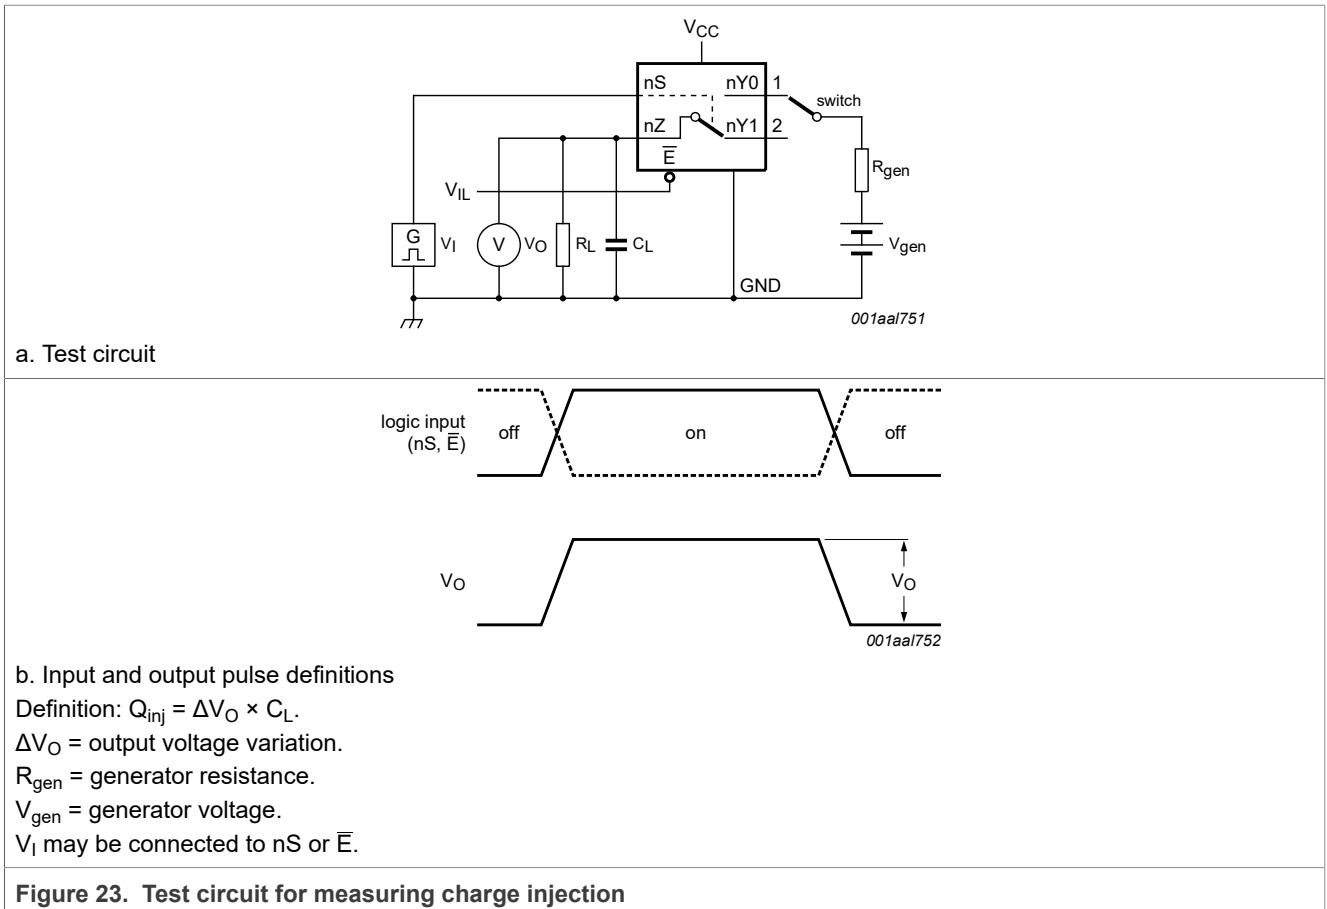 VCC
nS nY0 1
switch
nZ nY1 2
E̅
Rgen
VIL
G VI V VO RL CL Vgen
GND
001aal751
a. Test circuit
logic input
(nS, E̅) off on off
VO VO
001aal752
b. Input and output pulse definitions
Definition: Qinj = ΔVO × CL.
ΔVO = output voltage variation.
Rgen = generator resistance.
Vgen = generator voltage.
VI may be connected to nS or E̅.
Figure 23. Test circuit for measuring charge injection